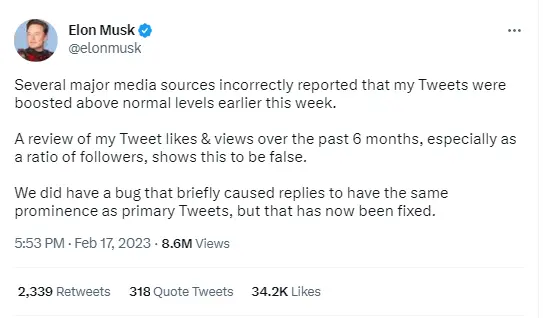 Elon Musk
@elonmusk
Several major media sources incorrectly reported that my Tweets were
boosted above normal levels earlier this week.
A review of my Tweet likes & views over the past 6 months, especially as
a ratio of followers, shows this to be false.
We did have a bug that briefly caused replies to have the same
prominence as primary Tweets, but that has now been fixed.
5:53 PM · Feb 17, 2023 · 8.6M Views
2,339 Retweets 318 Quote Tweets 34.2K Likes